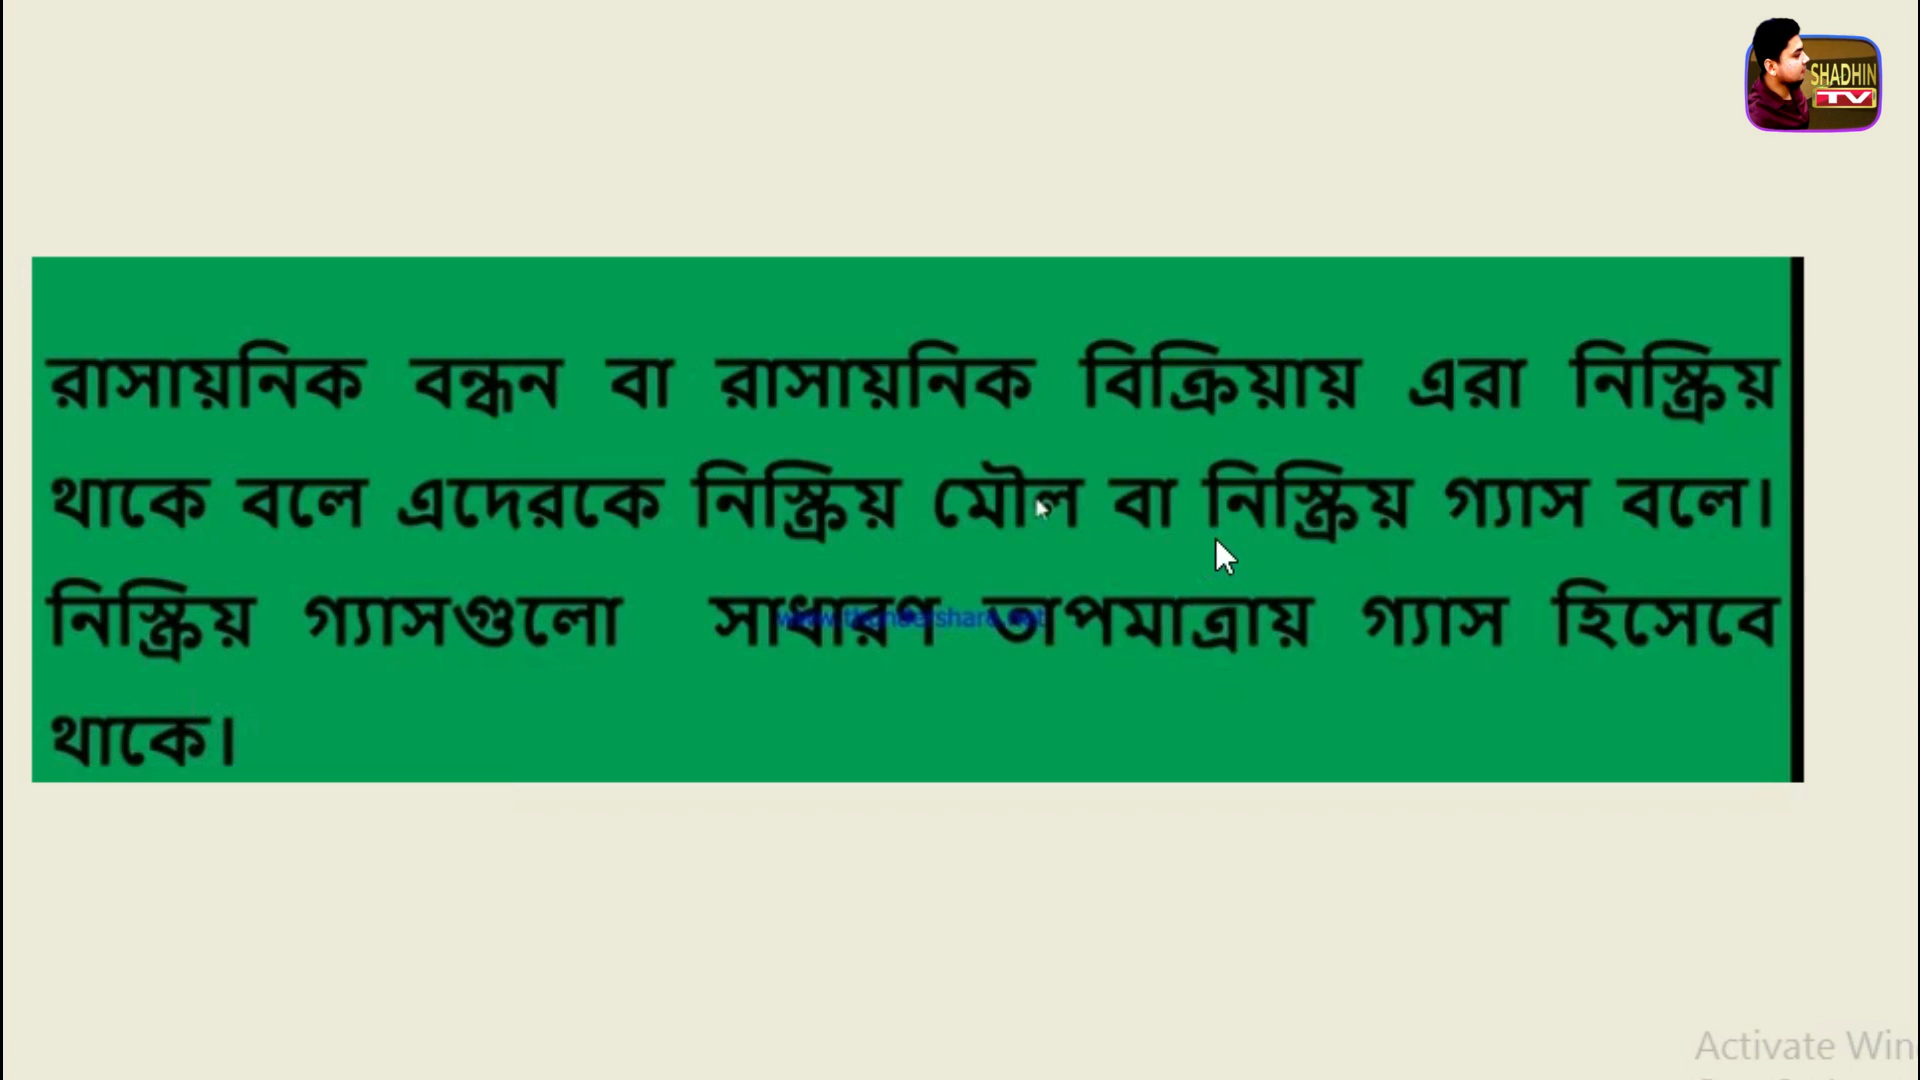 SHADHIN
TV
রাসায়নিক বন্ধন বা রাসায়নিক বিক্রিয়ায় এরা নিস্ক্রিয়
থাকে বলে এদেরকে নিস্ক্রিয় মৌল বা নিস্ক্রিয় গ্যাস বলে।
নিস্ক্রিয় গ্যাসগুলো সাধারণ তাপমাত্রায় গ্যাস হিসেবে
থাকে।
Activate Win